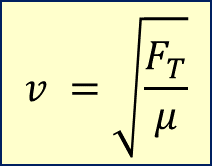 v = √(F_T / μ)